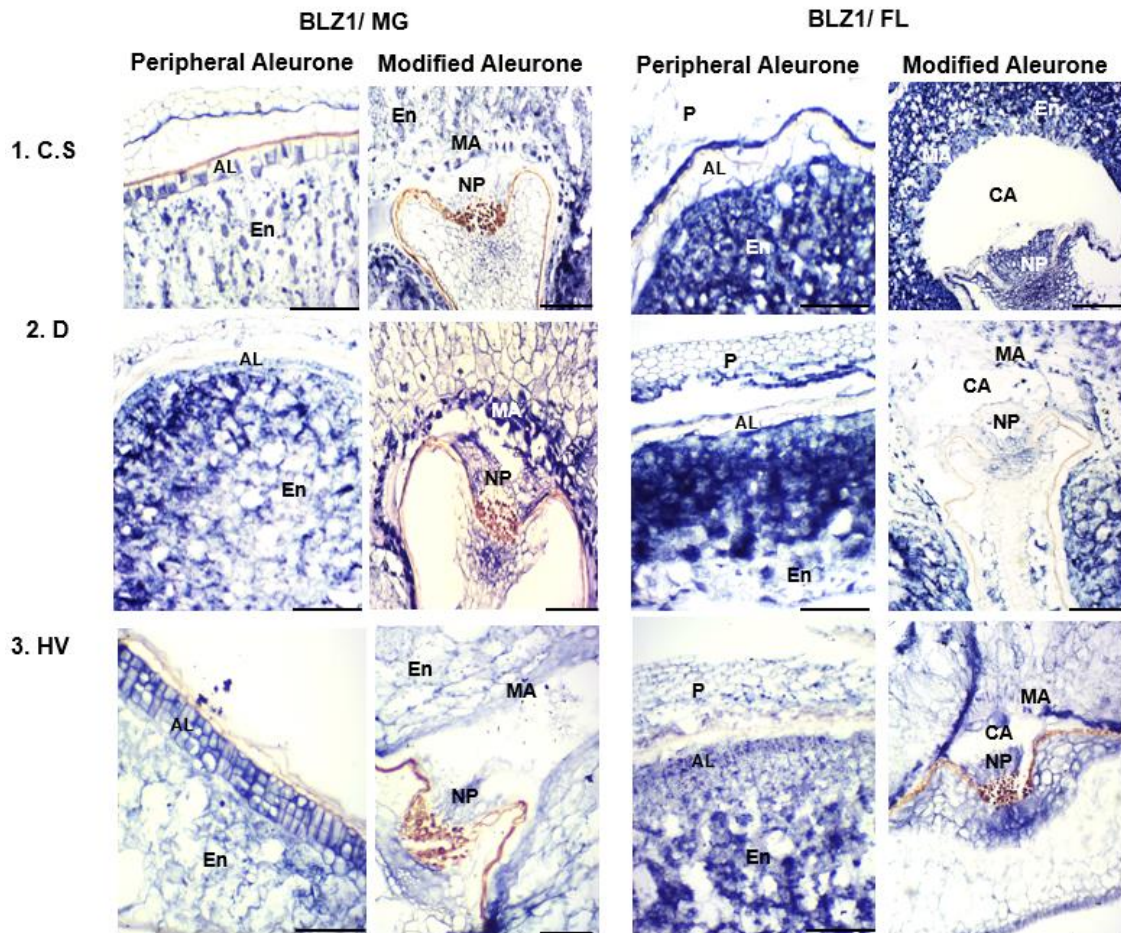 BLZ1/ MG
BLZ1/ FL
Peripheral Aleurone
Modified Aleurone
Peripheral Aleurone
Modified Aleurone
1. C.S
AL
En
En
MA
NP
P
AL
En
En
MA
CA
NP
2. D
AL
En
MA
NP
P
AL
En
MA
CA
NP
3. HV
AL
En
En
MA
NP
P
AL
En
MA
CA
NP